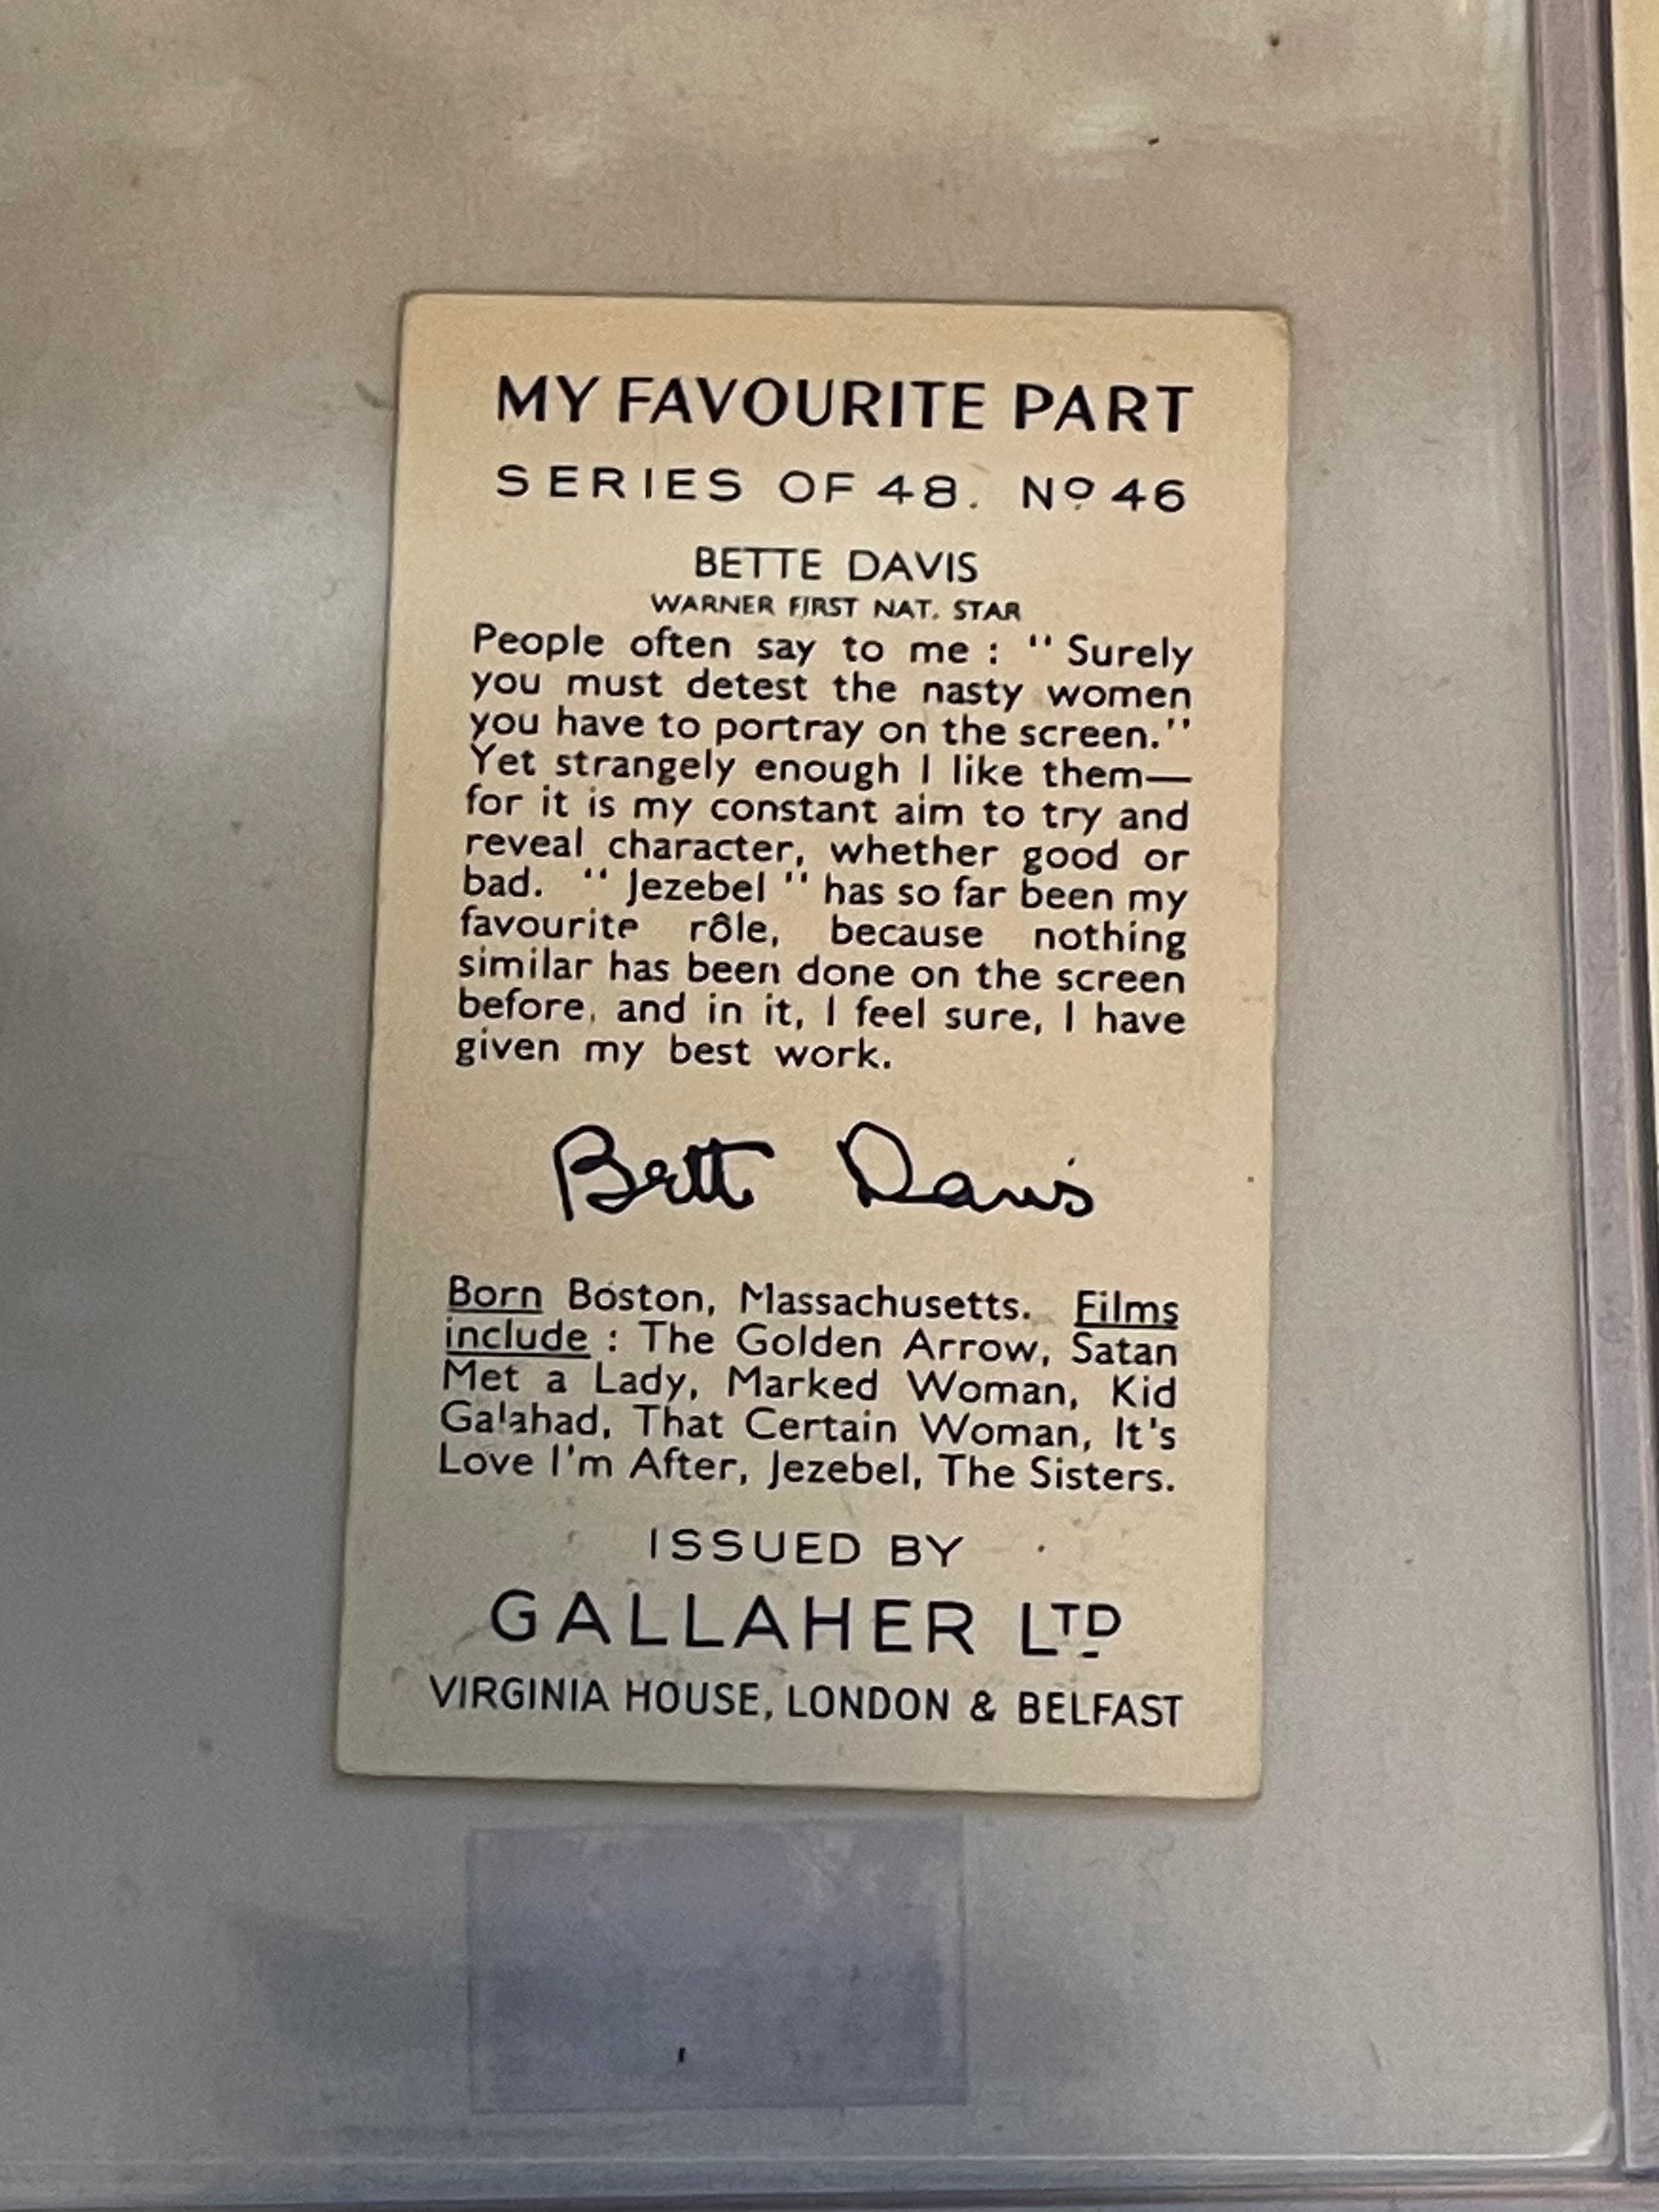 MY FAVOURITE PART
SERIES OF 48. Nº 46
BETTE DAVIS
WARNER FIRST NAT. STAR
People often say to me : "Surely
you must detest the nasty women
you have to portray on the screen."
Yet strangely enough I like them—
for it is my constant aim to try and
reveal character, whether good or
bad. "Jezebel" has so far been my
favourite rôle, because nothing
similar has been done on the screen
before, and in it, I feel sure, I have
given my best work.
Bette Davis
Born Boston, Massachusetts. Films
include : The Golden Arrow, Satan
Met a Lady, Marked Woman, Kid
Galahad, That Certain Woman, It's
Love I'm After, Jezebel, The Sisters.
ISSUED BY
GALLAHER LTD
VIRGINIA HOUSE, LONDON & BELFAST